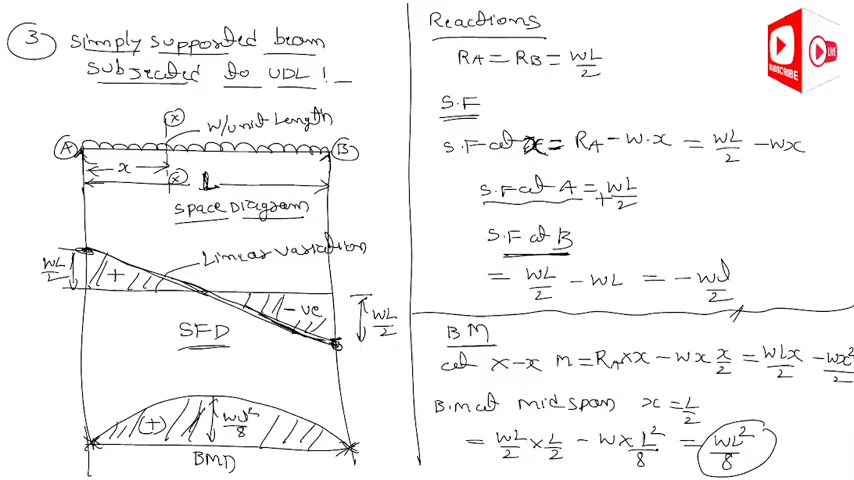 3 Simply supported beam
subjected to UDL!
X
W/unit Length
A
B
x
X
L
Space Diagram
Linear variation
WL/2
+
- ve
WL/2
SFD
(+)
WL²/8
BMD
Reactions
RA = RB = WL/2
S.F
S.F at x = RA - W·x = WL/2 - Wx
S.F at A = +WL/2
S.F at B
= WL/2 - WL = - WL/2
BM
at X-X M = RA×x - Wx x/2 = WLx/2 - Wx²/2
B.M at midspan x = L/2
= WL/2 × L/2 - W × L²/8 = WL²/8
SUBSCRIBE
LIVE